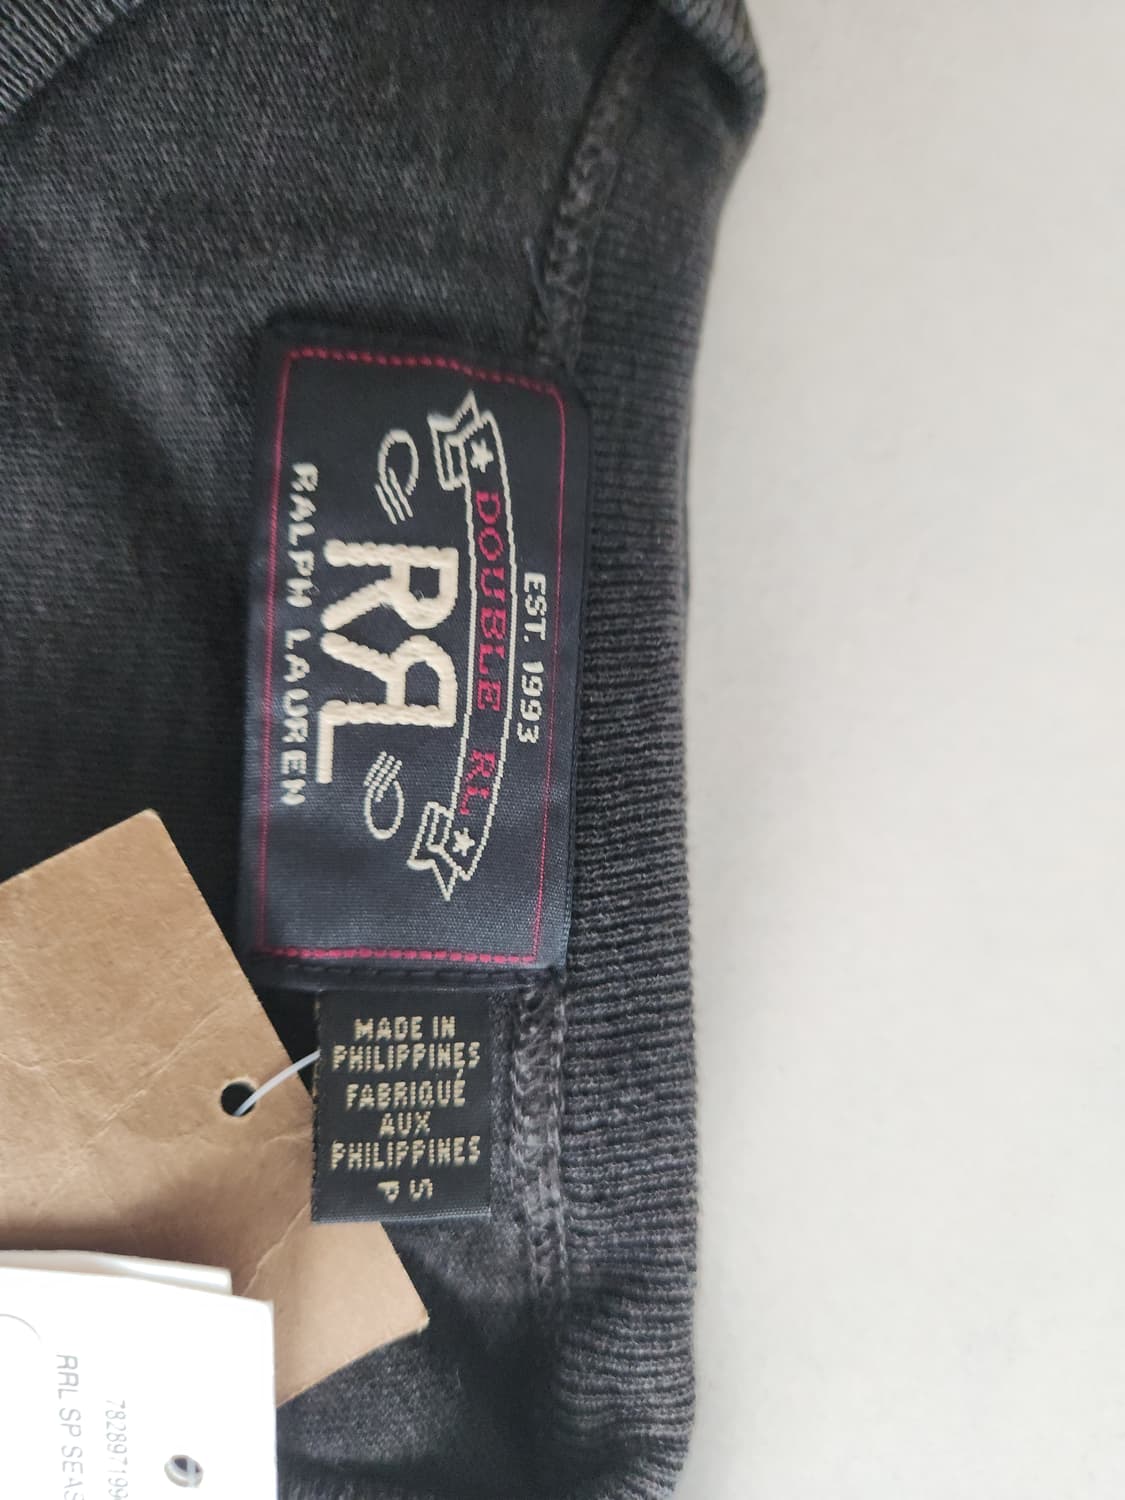 EST. 1993
DOUBLE RL
RRL
RALPH LAUREN
MADE IN
PHILIPPINES
FABRIQUÉ
AUX
PHILIPPINES
S
P
RRL SP SEAS